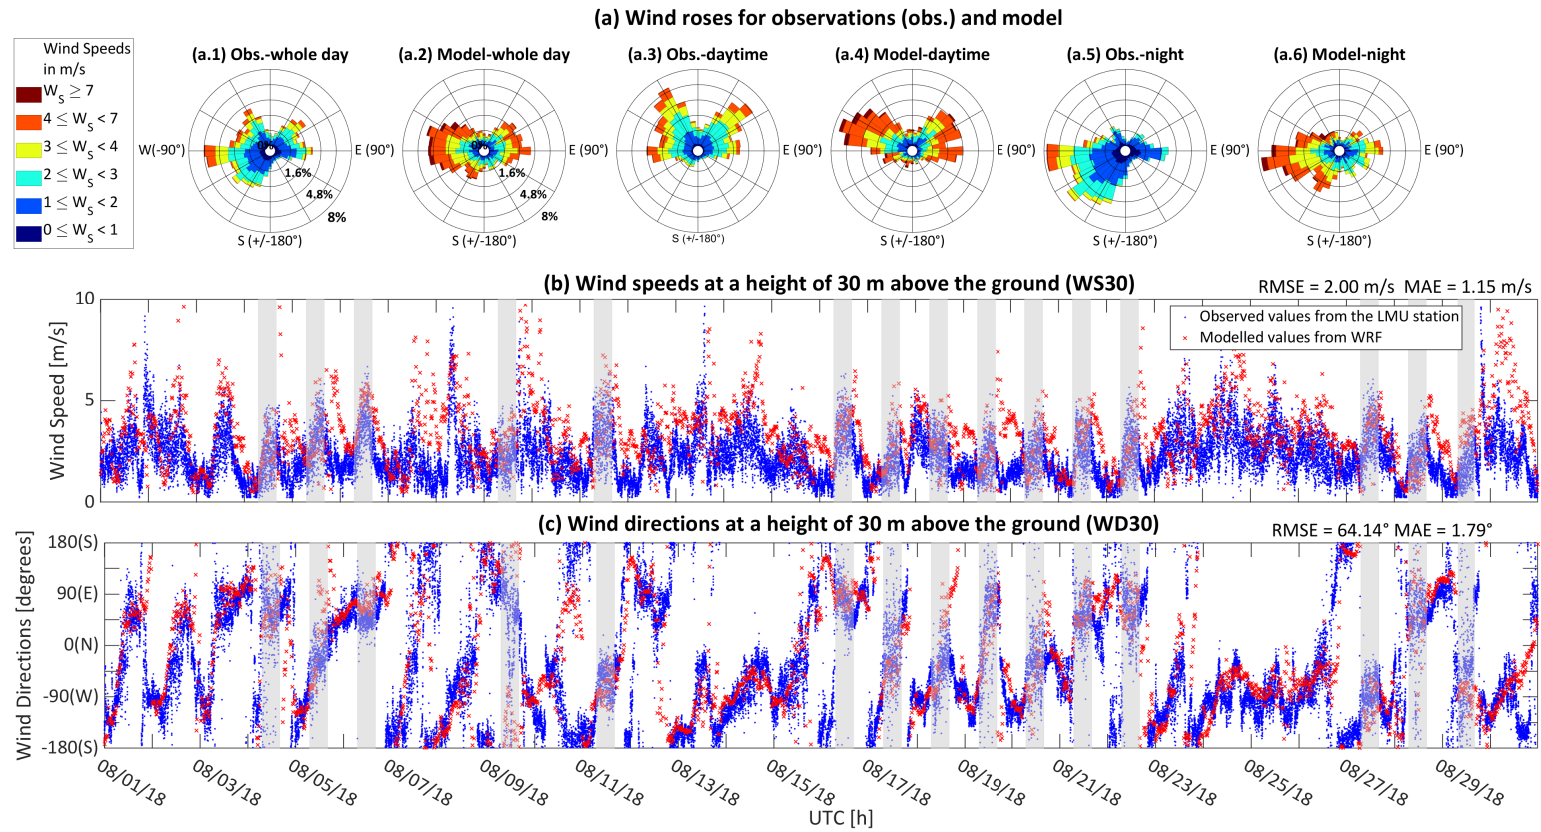 (a) Wind roses for observations (obs.) and model
Wind Speeds
in m/s
W_S ≥ 7
4 ≤ W_S < 7
3 ≤ W_S < 4
2 ≤ W_S < 3
1 ≤ W_S < 2
0 ≤ W_S < 1
(a.1) Obs.-whole day
(a.2) Model-whole day
(a.3) Obs.-daytime
(a.4) Model-daytime
(a.5) Obs.-night
(a.6) Model-night
W(-90°)
0%
1.6%
4.8%
8%
E (90°)
S (+/-180°)
0%
1.6%
4.8%
8%
E (90°)
S (+/-180°)
E (90°)
S (+/-180°)
E (90°)
S (+/-180°)
E (90°)
S (+/-180°)
E (90°)
S (+/-180°)
(b) Wind speeds at a height of 30 m above the ground (WS30)
RMSE = 2.00 m/s MAE = 1.15 m/s
Observed values from the LMU station
Modelled values from WRF
Wind Speed [m/s]
10
5
0
(c) Wind directions at a height of 30 m above the ground (WD30)
RMSE = 64.14° MAE = 1.79°
Wind Directions [degrees]
180(S)
90(E)
0(N)
-90(W)
-180(S)
08/01/18
08/03/18
08/05/18
08/07/18
08/09/18
08/11/18
08/13/18
08/15/18
08/17/18
08/19/18
08/21/18
08/23/18
08/25/18
08/27/18
08/29/18
UTC [h]